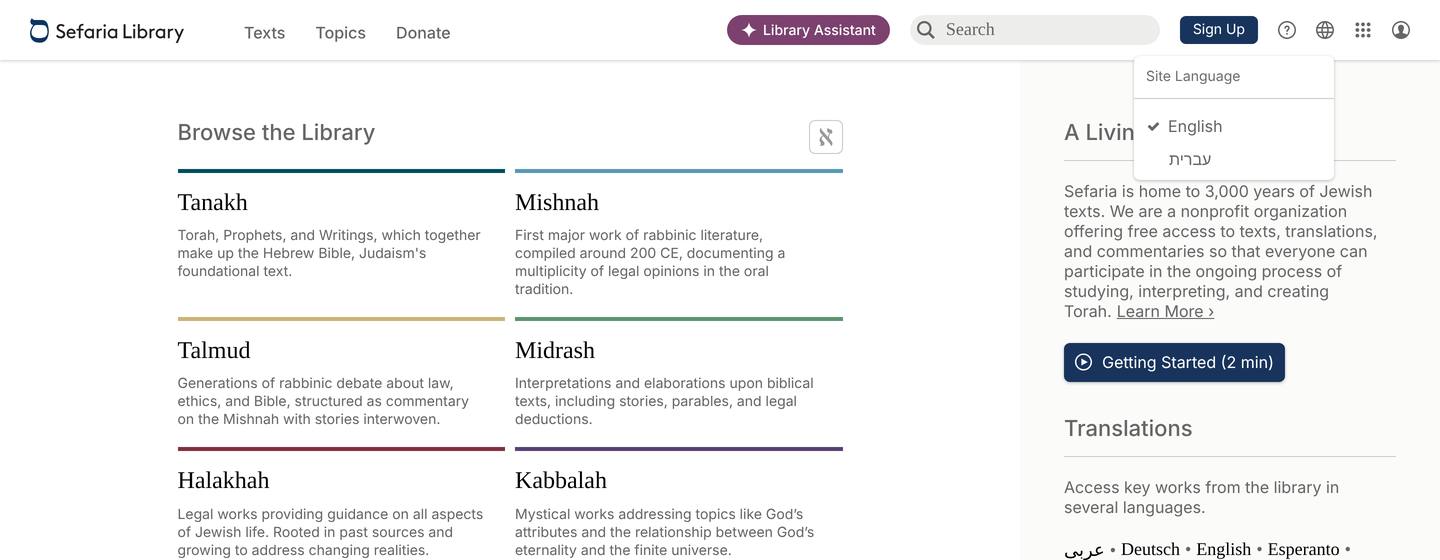 Sefaria Library
Texts
Topics
Donate
Library Assistant
Search
Sign Up
Site Language
English
עברית
Browse the Library
א
Tanakh
Torah, Prophets, and Writings, which together
make up the Hebrew Bible, Judaism's
foundational text.
Mishnah
First major work of rabbinic literature,
compiled around 200 CE, documenting a
multiplicity of legal opinions in the oral
tradition.
Talmud
Generations of rabbinic debate about law,
ethics, and Bible, structured as commentary
on the Mishnah with stories interwoven.
Midrash
Interpretations and elaborations upon biblical
texts, including stories, parables, and legal
deductions.
Halakhah
Legal works providing guidance on all aspects
of Jewish life. Rooted in past sources and
growing to address changing realities.
Kabbalah
Mystical works addressing topics like God’s
attributes and the relationship between God’s
eternality and the finite universe.
A Livin
Sefaria is home to 3,000 years of Jewish
texts. We are a nonprofit organization
offering free access to texts, translations,
and commentaries so that everyone can
participate in the ongoing process of
studying, interpreting, and creating
Torah. Learn More ›
Getting Started (2 min)
Translations
Access key works from the library in
several languages.
عربى • Deutsch • English • Esperanto •